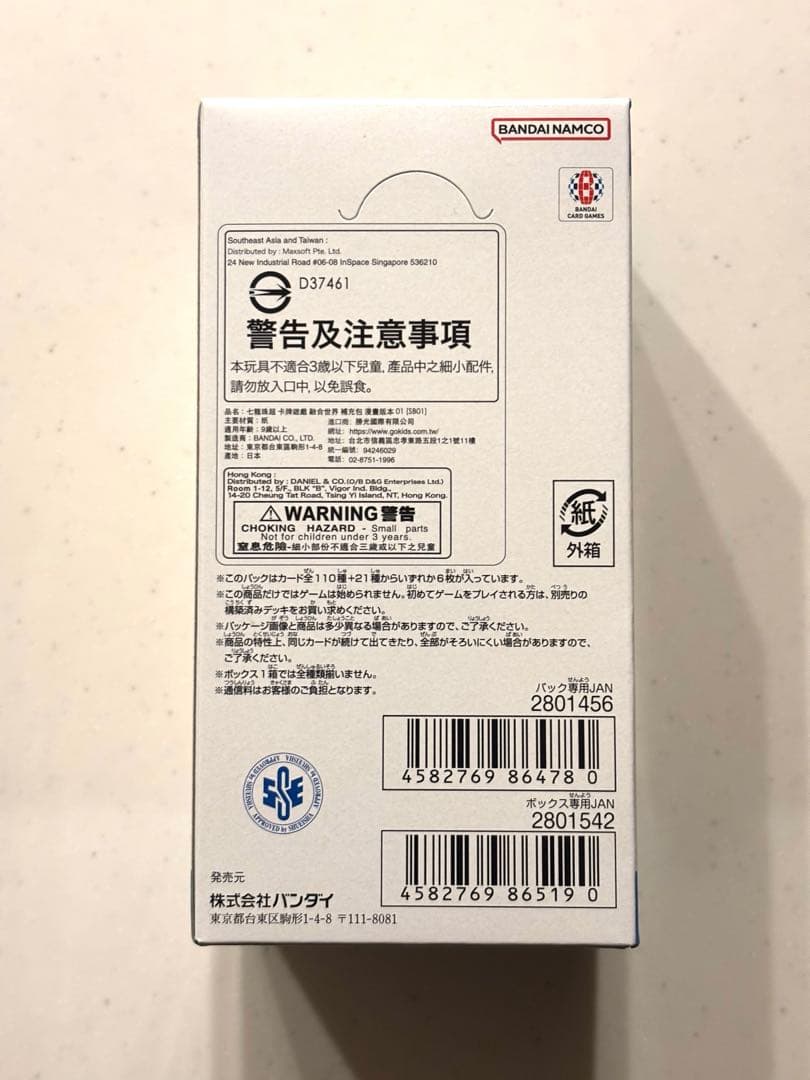 BANDAI NAMCO
BANDAI
CARD GAMES
Southeast Asia and Taiwan :
Distributed by : Maxsoft Pte. Ltd.
24 New Industrial Road #06-08 InSpace Singapore 536210
D37461
警告及注意事項
本玩具不適合3歲以下兒童, 產品中之細小配件,
請勿放入口中, 以免誤食。
品名：七龍珠超 卡牌遊戲 融合世界 補充包 漫畫版本 01 [SB01]
主要材質：紙 進口商：勝光國際有限公司
適用年齡：9歲以上 網址：https://www.gokids.com.tw/
製造商：BANDAI CO., LTD. 地址：台北市信義區忠孝東路五段1之1號11樓
地址：東京都台東區駒形1-4-8 統一編號：94246029
產地：日本 電話：02-8751-1996
Hong Kong :
Distributed by : DANIEL & CO.(O/B D&G Enterprises Ltd.)
Room 1-12, 5/F., BLK "B", Vigor Ind. Bldg.,
14-20 Cheung Tat Road, Tsing Yi Island, NT, Hong Kong.
WARNING 警告
CHOKING HAZARD - Small parts
Not for children under 3 years.
窒息危險-細小部份不適合三歲或以下之兒童
紙
外箱
※このパックはカード全110種+21種からいずれか6枚が入っています。
※この商品だけではゲームは始められません。初めてゲームをプレイされる方は、別売りの
構築済みデッキをお買い求めください。
※パッケージ画像と商品は多少異なる場合がありますので、ご了承ください。
※商品の特性上、同じカードが続けて出てきたり、全部がそろいにくい場合がありますので、
ご了承ください。
※ボックス1箱では全種類揃いません。
※通信料はお客様のご負担となります。
パック専用JAN
2801456
4582769 864780
ボックス専用JAN
2801542
4582769 865190
APPROVED by SHUEISHA
発売元
株式会社バンダイ
東京都台東区駒形1-4-8 〒111-8081